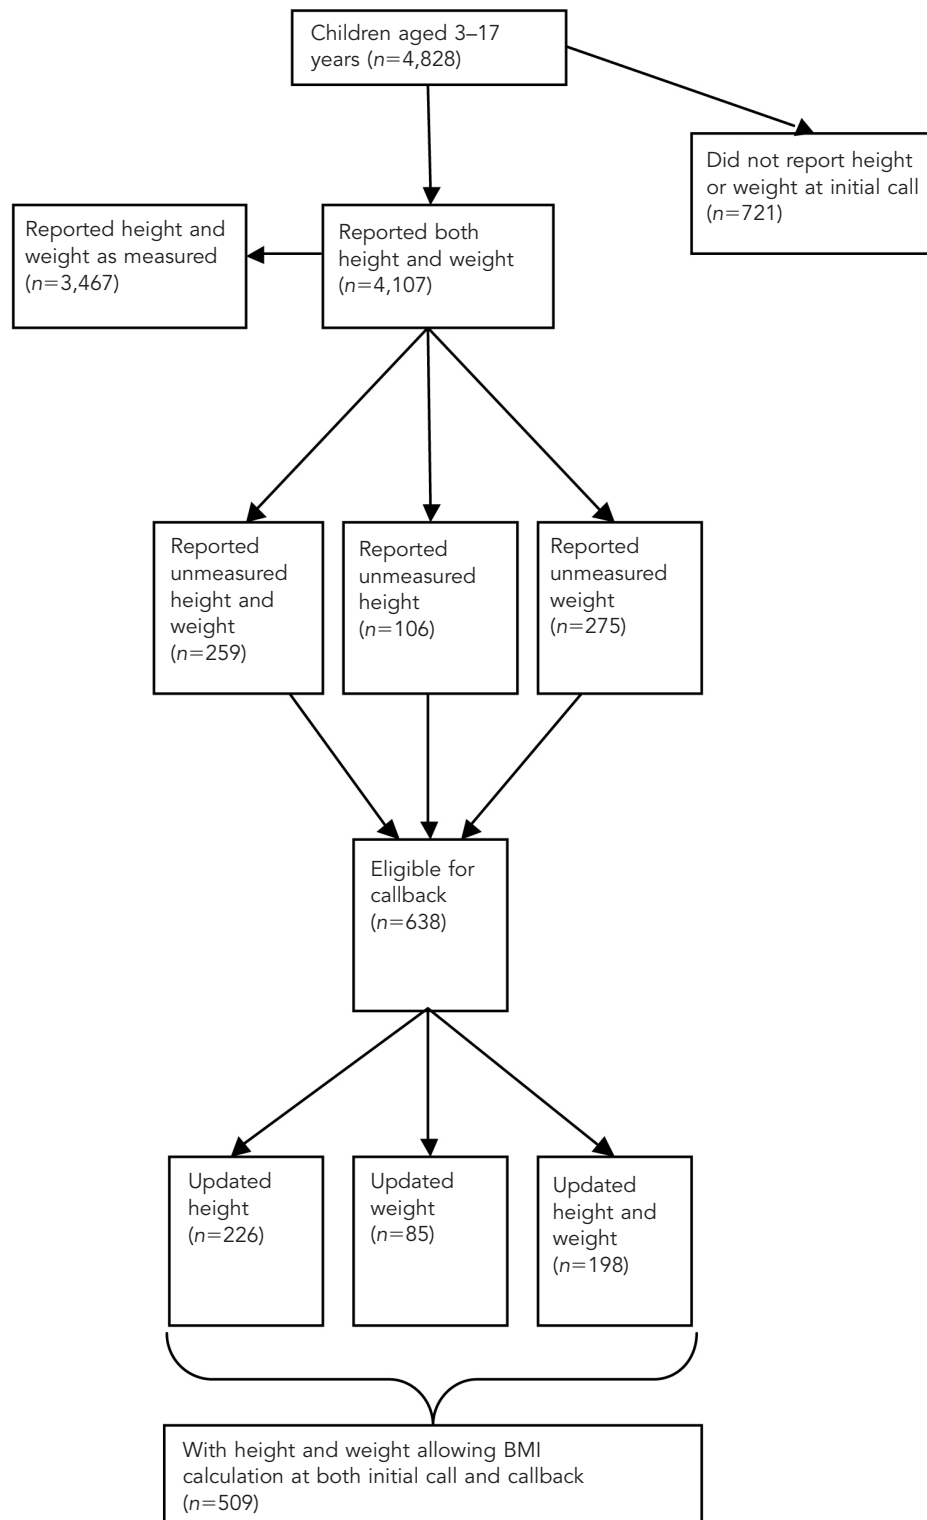 Children aged 3–17
years (n=4,828)
Did not report height
or weight at initial call
(n=721)
Reported height and
weight as measured
(n=3,467)
Reported both
height and weight
(n=4,107)
Reported
unmeasured
height and
weight
(n=259)
Reported
unmeasured
height
(n=106)
Reported
unmeasured
weight
(n=275)
Eligible for
callback
(n=638)
Updated
height
(n=226)
Updated
weight
(n=85)
Updated
height and
weight
(n=198)
With height and weight allowing BMI
calculation at both initial call and callback
(n=509)